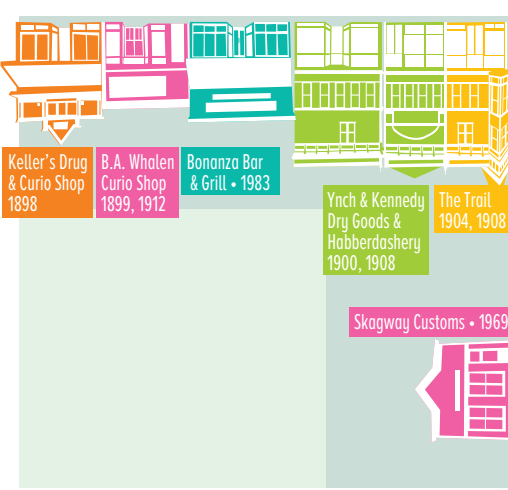 Keller's Drug
& Curio Shop
1898
B.A. Whalen
Curio Shop
1899, 1912
Bonanza Bar
& Grill • 1983
Ynch & Kennedy
Dry Goods &
Habberdashery
1900, 1908
The Trail
1904, 1908
Skagway Customs • 1969